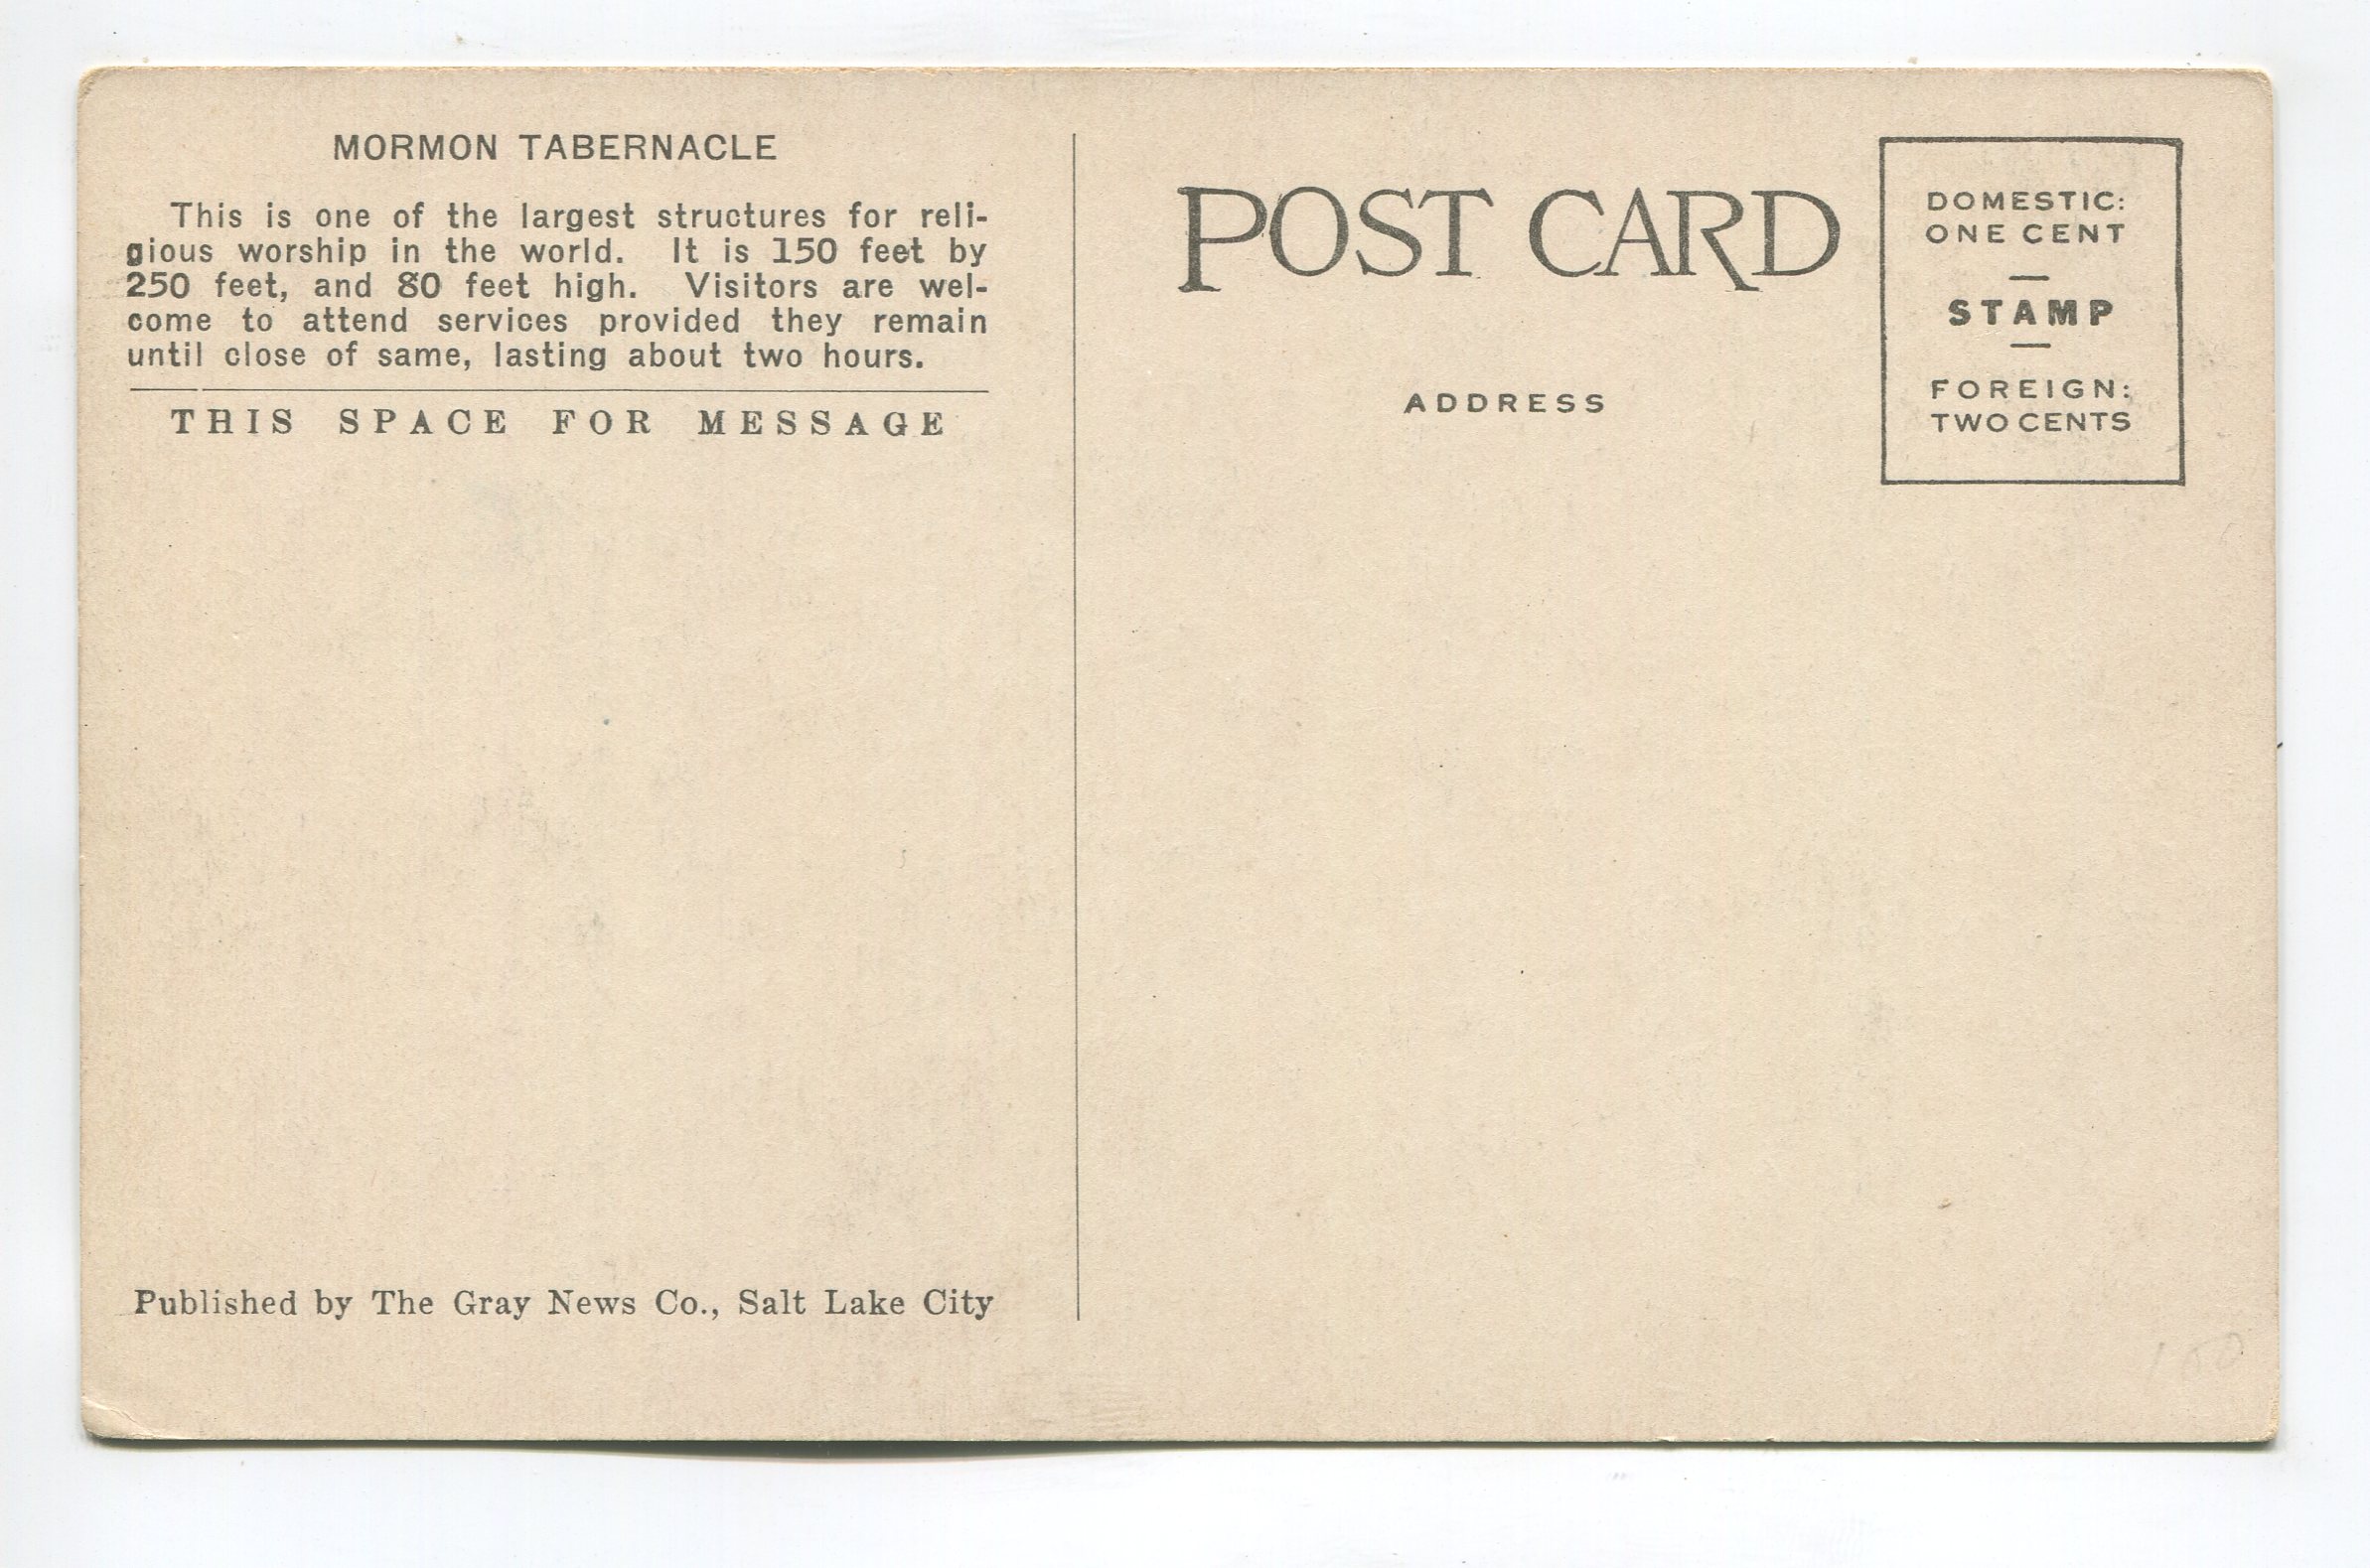 MORMON TABERNACLE
This is one of the largest structures for reli-
gious worship in the world. It is 150 feet by
250 feet, and 80 feet high. Visitors are wel-
come to attend services provided they remain
until close of same, lasting about two hours.
THIS SPACE FOR MESSAGE
Published by The Gray News Co., Salt Lake City
POST CARD
ADDRESS
DOMESTIC:
ONE CENT
STAMP
FOREIGN:
TWO CENTS